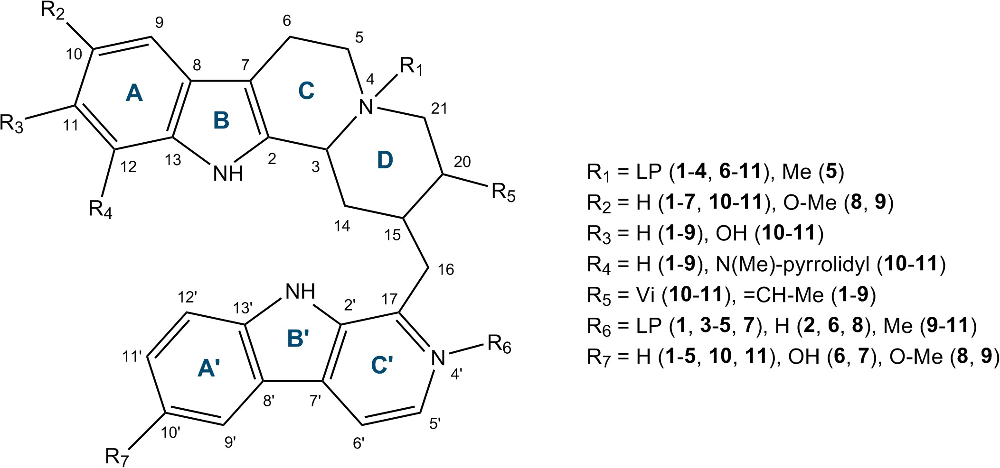 R2
9
6
5
10
8
7
R1
4
A
C
N
21
R3
11
B
12
13
NH
2
3
D
20
R5
R4
14
15
16
NH
12'
13'
2'
17
B'
R6
11'
A'
C'
N
4'
8'
7'
5'
10'
9'
6'
R7
R1 = LP (1-4, 6-11), Me (5)
R2 = H (1-7, 10-11), O-Me (8, 9)
R3 = H (1-9), OH (10-11)
R4 = H (1-9), N(Me)-pyrrolidyl (10-11)
R5 = Vi (10-11), =CH-Me (1-9)
R6 = LP (1, 3-5, 7), H (2, 6, 8), Me (9-11)
R7 = H (1-5, 10, 11), OH (6, 7), O-Me (8, 9)